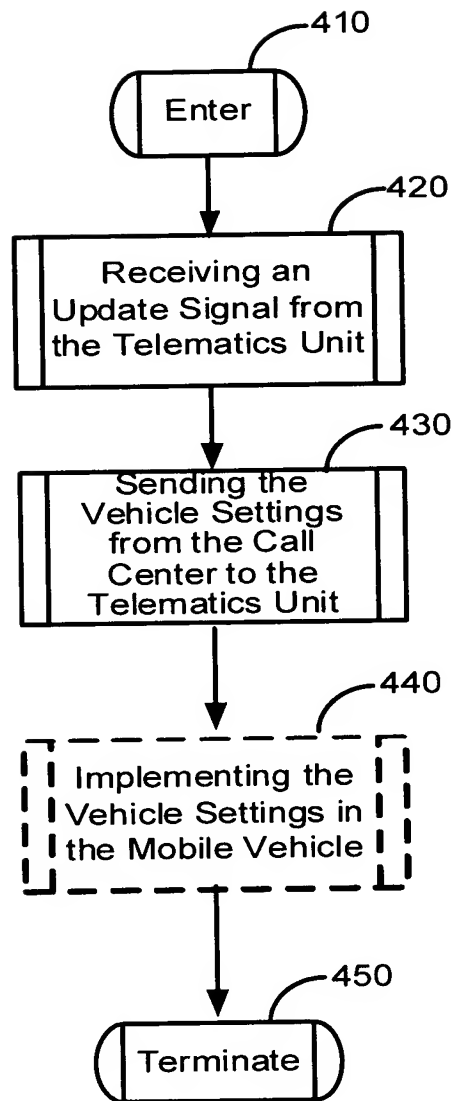 410
Enter
420
Receiving an
Update Signal from
the Telematics Unit
430
Sending the
Vehicle Settings
from the Call
Center to the
Telematics Unit
440
Implementing the
Vehicle Settings in
the Mobile Vehicle
450
Terminate